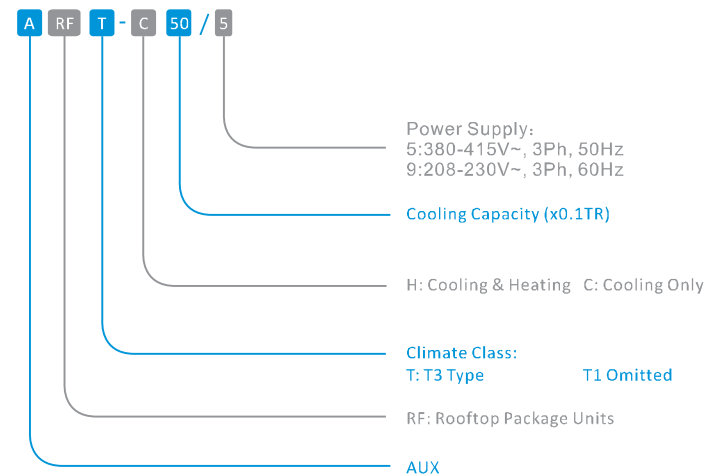 A RF T - C 50 / 5
Power Supply:
5:380-415V~, 3Ph, 50Hz
9:208-230V~, 3Ph, 60Hz
Cooling Capacity (x0.1TR)
H: Cooling & Heating C: Cooling Only
Climate Class:
T: T3 Type T1 Omitted
RF: Rooftop Package Units
AUX